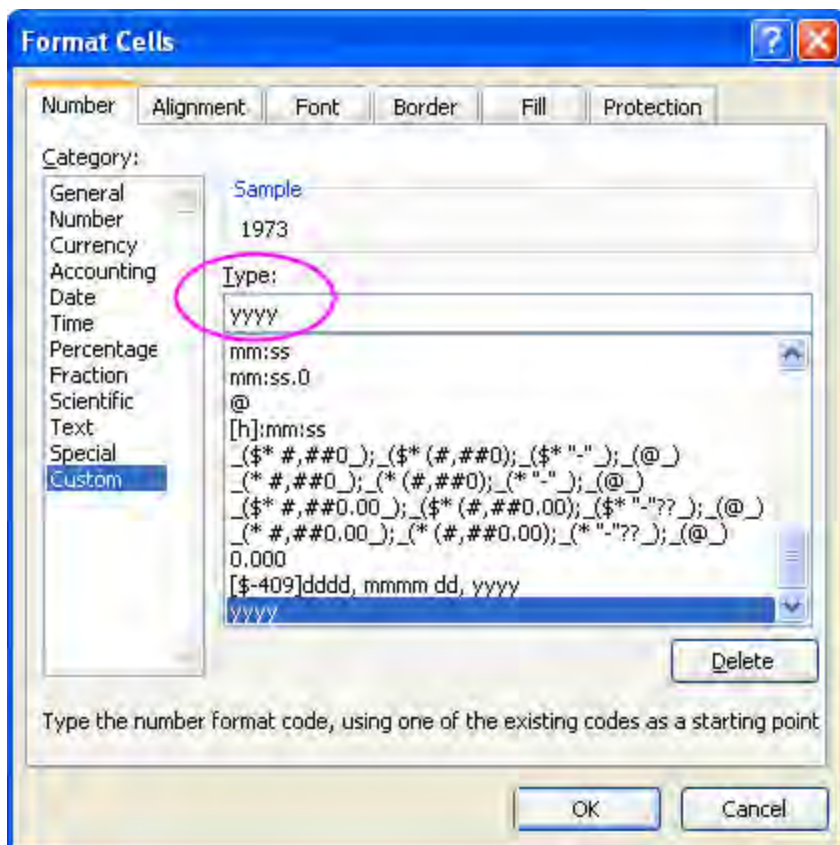 Format Cells
Number Alignment Font Border Fill Protection
Category:
General
Number
Currency
Accounting
Date
Time
Percentage
Fraction
Scientific
Text
Special
Custom
Sample
1973
Type:
yyyy
mm:ss
mm:ss.0
@
[h]:mm:ss
_($* #,##0_);_($* (#,##0);_($* "-"_);_(@_)
_(* #,##0_);_(* (#,##0);_(* "-"_);_(@_)
_($* #,##0.00_);_($* (#,##0.00);_($* "-"??_);_(@_)
_(* #,##0.00_);_(* (#,##0.00);_(* "-"??_);_(@_)
0.000
[$-409]dddd, mmmm dd, yyyy
yyyy
Delete
Type the number format code, using one of the existing codes as a starting point
OK Cancel